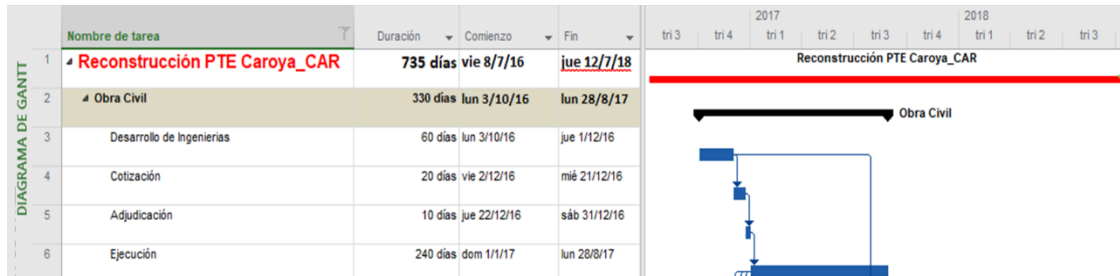 2017 2018
Nombre de tarea Duración Comienzo Fin tri 3 tri 4 tri 1 tri 2 tri 3 tri 4 tri 1 tri 2 tri 3
1 Reconstrucción PTE Caroya_CAR 735 días vie 8/7/16 jue 12/7/18 Reconstrucción PTE Caroya_CAR
2 Obra Civil 330 días lun 3/10/16 lun 28/8/17 Obra Civil
3 Desarrollo de Ingenierias 60 días lun 3/10/16 jue 1/12/16
4 Cotización 20 días vie 2/12/16 mié 21/12/16
5 Adjudicación 10 días jue 22/12/16 sáb 31/12/16
6 Ejecución 240 días dom 1/1/17 lun 28/8/17
DIAGRAMA DE GANTT